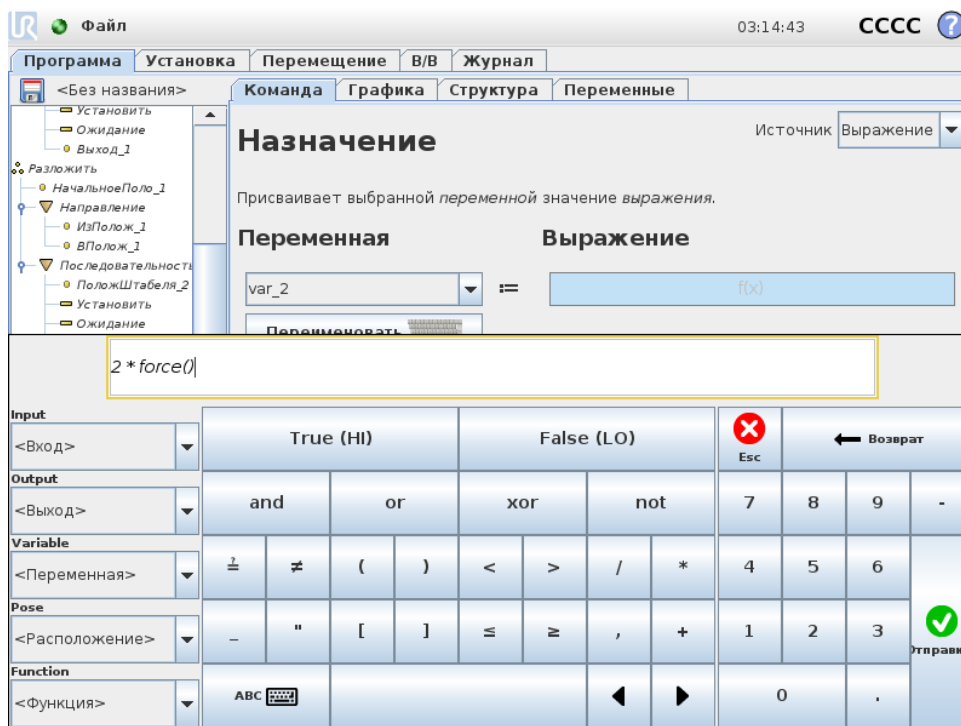 UR Файл 03:14:43 CCCC ?
Программа Установка Перемещение В/В Журнал
<Без названия> Команда Графика Структура Переменные
Установить
Ожидание
Выход_1
Разложить
НачальноеПоло_1
Направление
ИзПолож_1
ВПолож_1
Последовательность
ПоложШтабеля_2
Установить
Ожидание
Назначение
Источник Выражение
Присваивает выбранной переменной значение выражения.
Переменная Выражение
var_2 := f(x)
Переименовать
2 * force()
Input
<Вход>
Output
<Выход>
Variable
<Переменная>
Pose
<Расположение>
Function
<Функция>
True (HI) False (LO) Esc Возврат
and or xor not 7 8 9 -
≟ ≠ ( ) < > / * 4 5 6
_ " [ ] ≤ ≥ , + 1 2 3
ABC 0 .